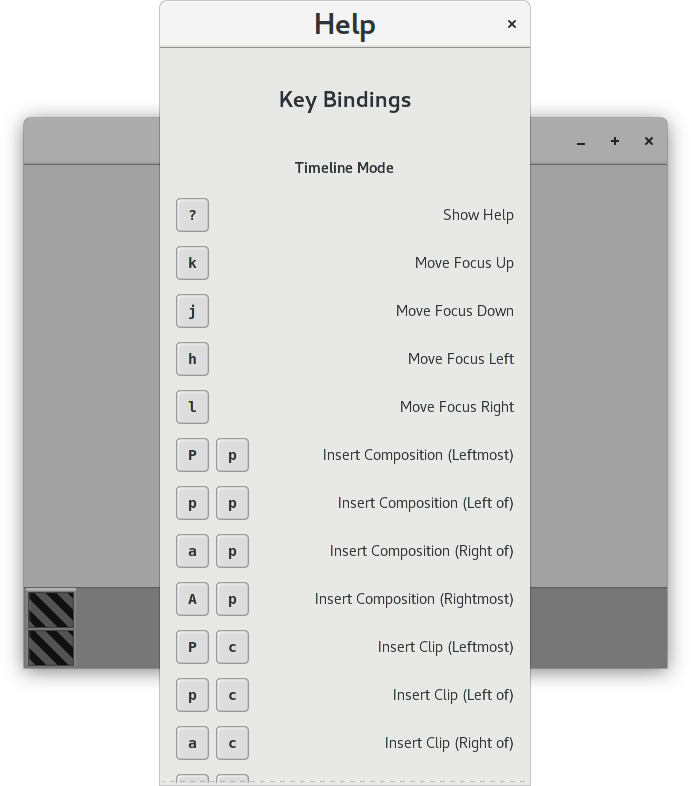 Help
Key Bindings
Timeline Mode
? Show Help
k Move Focus Up
j Move Focus Down
h Move Focus Left
l Move Focus Right
P p Insert Composition (Leftmost)
p p Insert Composition (Left of)
a p Insert Composition (Right of)
A p Insert Composition (Rightmost)
P c Insert Clip (Leftmost)
p c Insert Clip (Left of)
a c Insert Clip (Right of)